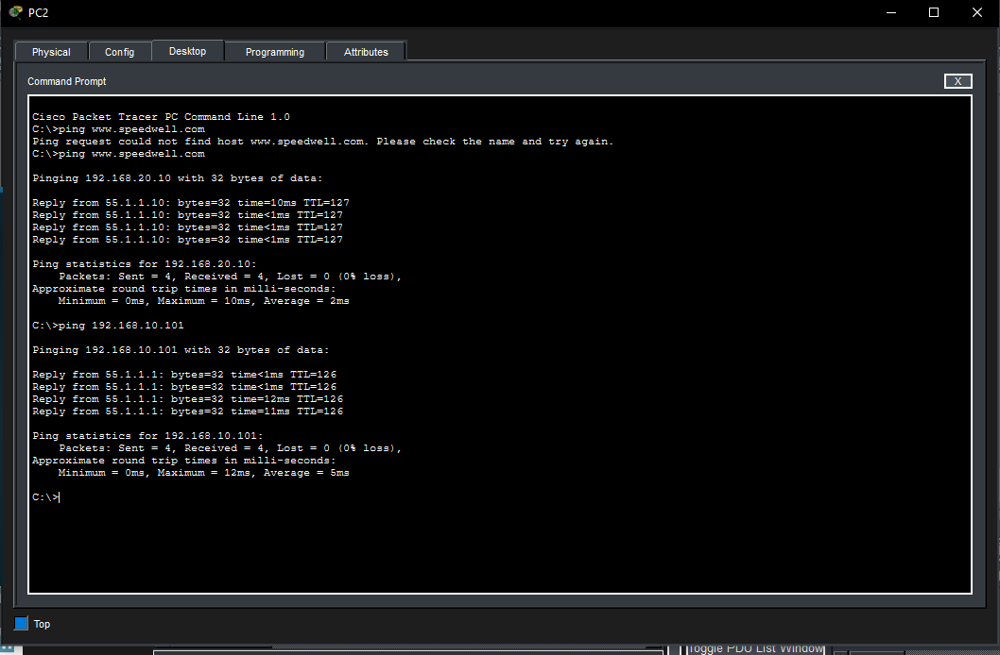 PC2
Physical Config Desktop Programming Attributes
Command Prompt
X
Cisco Packet Tracer PC Command Line 1.0
C:\>ping www.speedwell.com
Ping request could not find host www.speedwell.com. Please check the name and try again.
C:\>ping www.speedwell.com
Pinging 192.168.20.10 with 32 bytes of data:
Reply from 55.1.1.10: bytes=32 time=10ms TTL=127
Reply from 55.1.1.10: bytes=32 time<1ms TTL=127
Reply from 55.1.1.10: bytes=32 time<1ms TTL=127
Reply from 55.1.1.10: bytes=32 time<1ms TTL=127
Ping statistics for 192.168.20.10:
Packets: Sent = 4, Received = 4, Lost = 0 (0% loss),
Approximate round trip times in milli-seconds:
Minimum = 0ms, Maximum = 10ms, Average = 2ms
C:\>ping 192.168.10.101
Pinging 192.168.10.101 with 32 bytes of data:
Reply from 55.1.1.1: bytes=32 time<1ms TTL=126
Reply from 55.1.1.1: bytes=32 time<1ms TTL=126
Reply from 55.1.1.1: bytes=32 time=12ms TTL=126
Reply from 55.1.1.1: bytes=32 time=11ms TTL=126
Ping statistics for 192.168.10.101:
Packets: Sent = 4, Received = 4, Lost = 0 (0% loss),
Approximate round trip times in milli-seconds:
Minimum = 0ms, Maximum = 12ms, Average = 5ms
C:\>
Top
Toggle PDU List Window